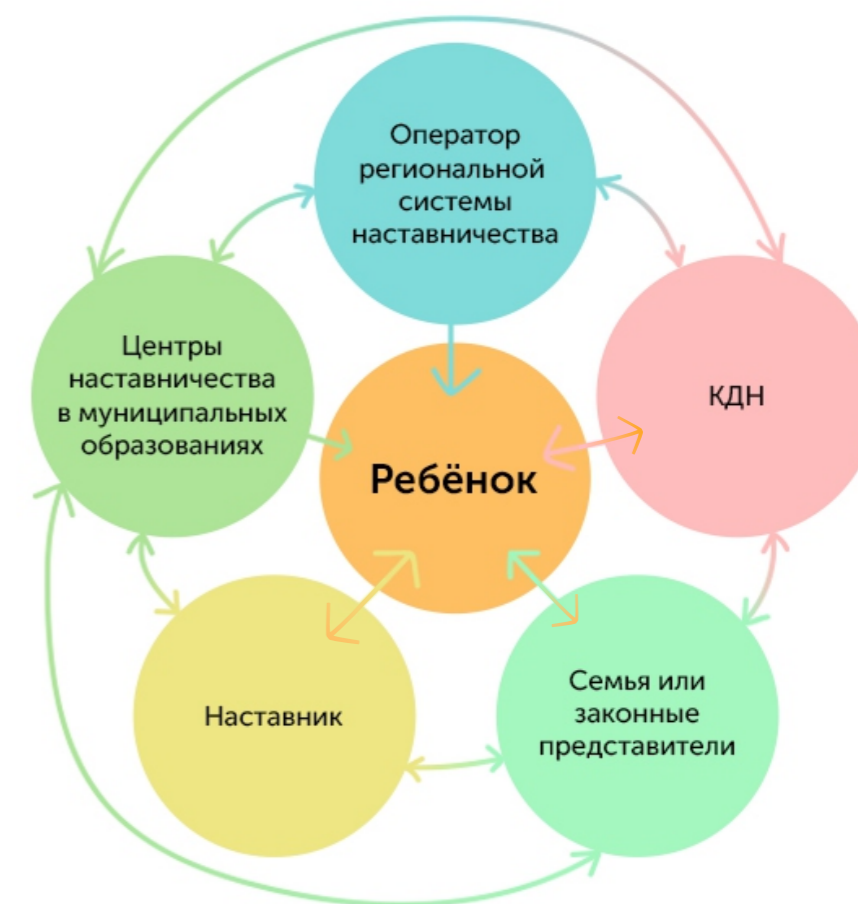 Оператор
региональной
системы
наставничества
Центры
наставничества
в муниципальных
образованиях
КДН
Ребёнок
Наставник
Семья или
законные
представители